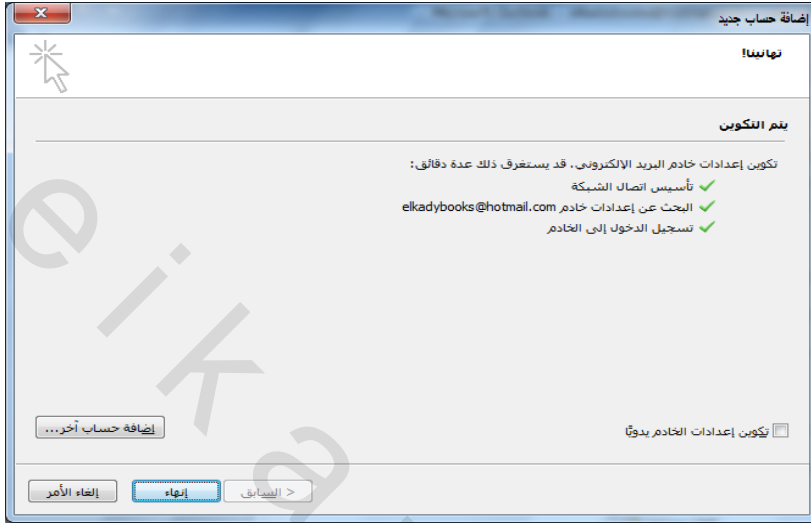 إضافة حساب جديد
تهانينا!
يتم التكوين
تكوين إعدادات خادم البريد الإلكتروني. قد يستغرق ذلك عدة دقائق:
تأسيس اتصال الشبكة
البحث عن إعدادات خادم elkadybooks@hotmail.com
تسجيل الدخول إلى الخادم
تكوين إعدادات الخادم يدويًا
إضافة حساب آخر...
< السابق
إنهاء
إلغاء الأمر
e i k a